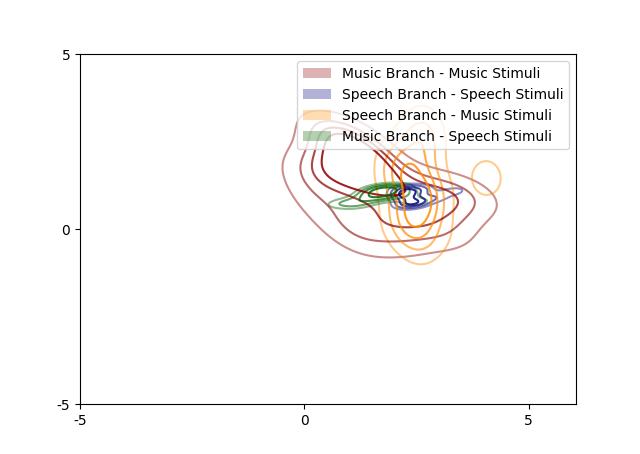 5
Music Branch - Music Stimuli
Speech Branch - Speech Stimuli
Speech Branch - Music Stimuli
Music Branch - Speech Stimuli
0
-5
-5 0 5